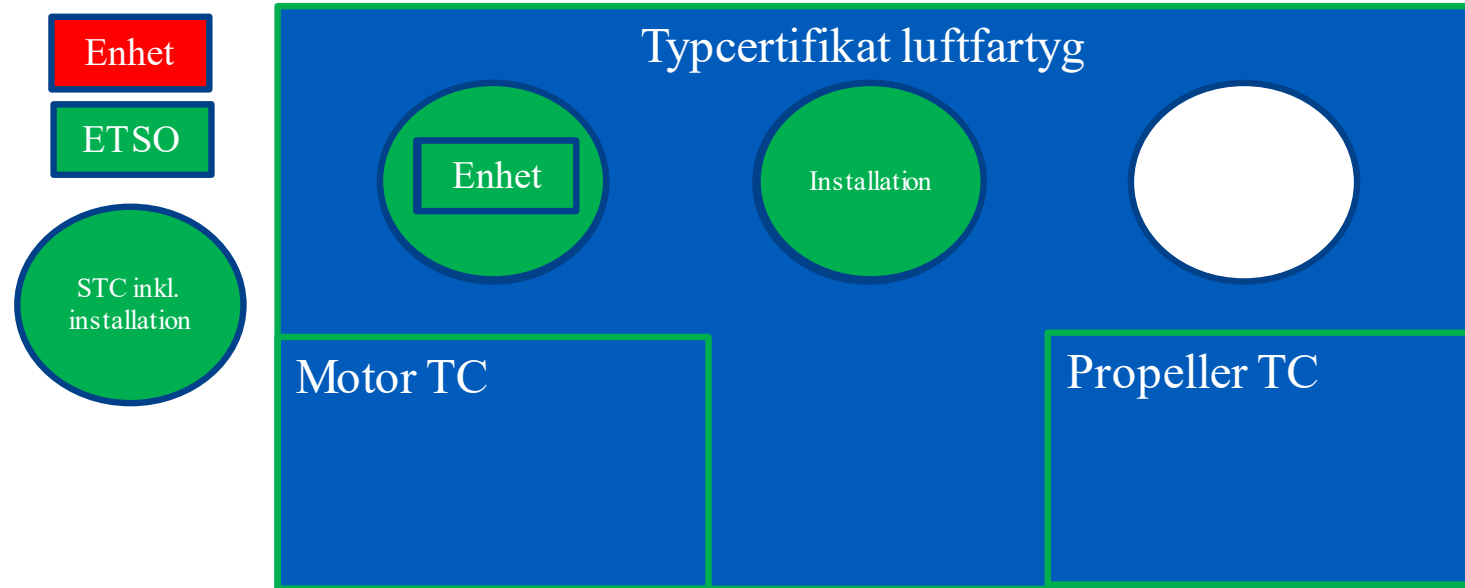 Enhet
ETSO
STC inkl.
installation
Typcertifikat luftfartyg
Enhet
Installation
Motor TC
Propeller TC